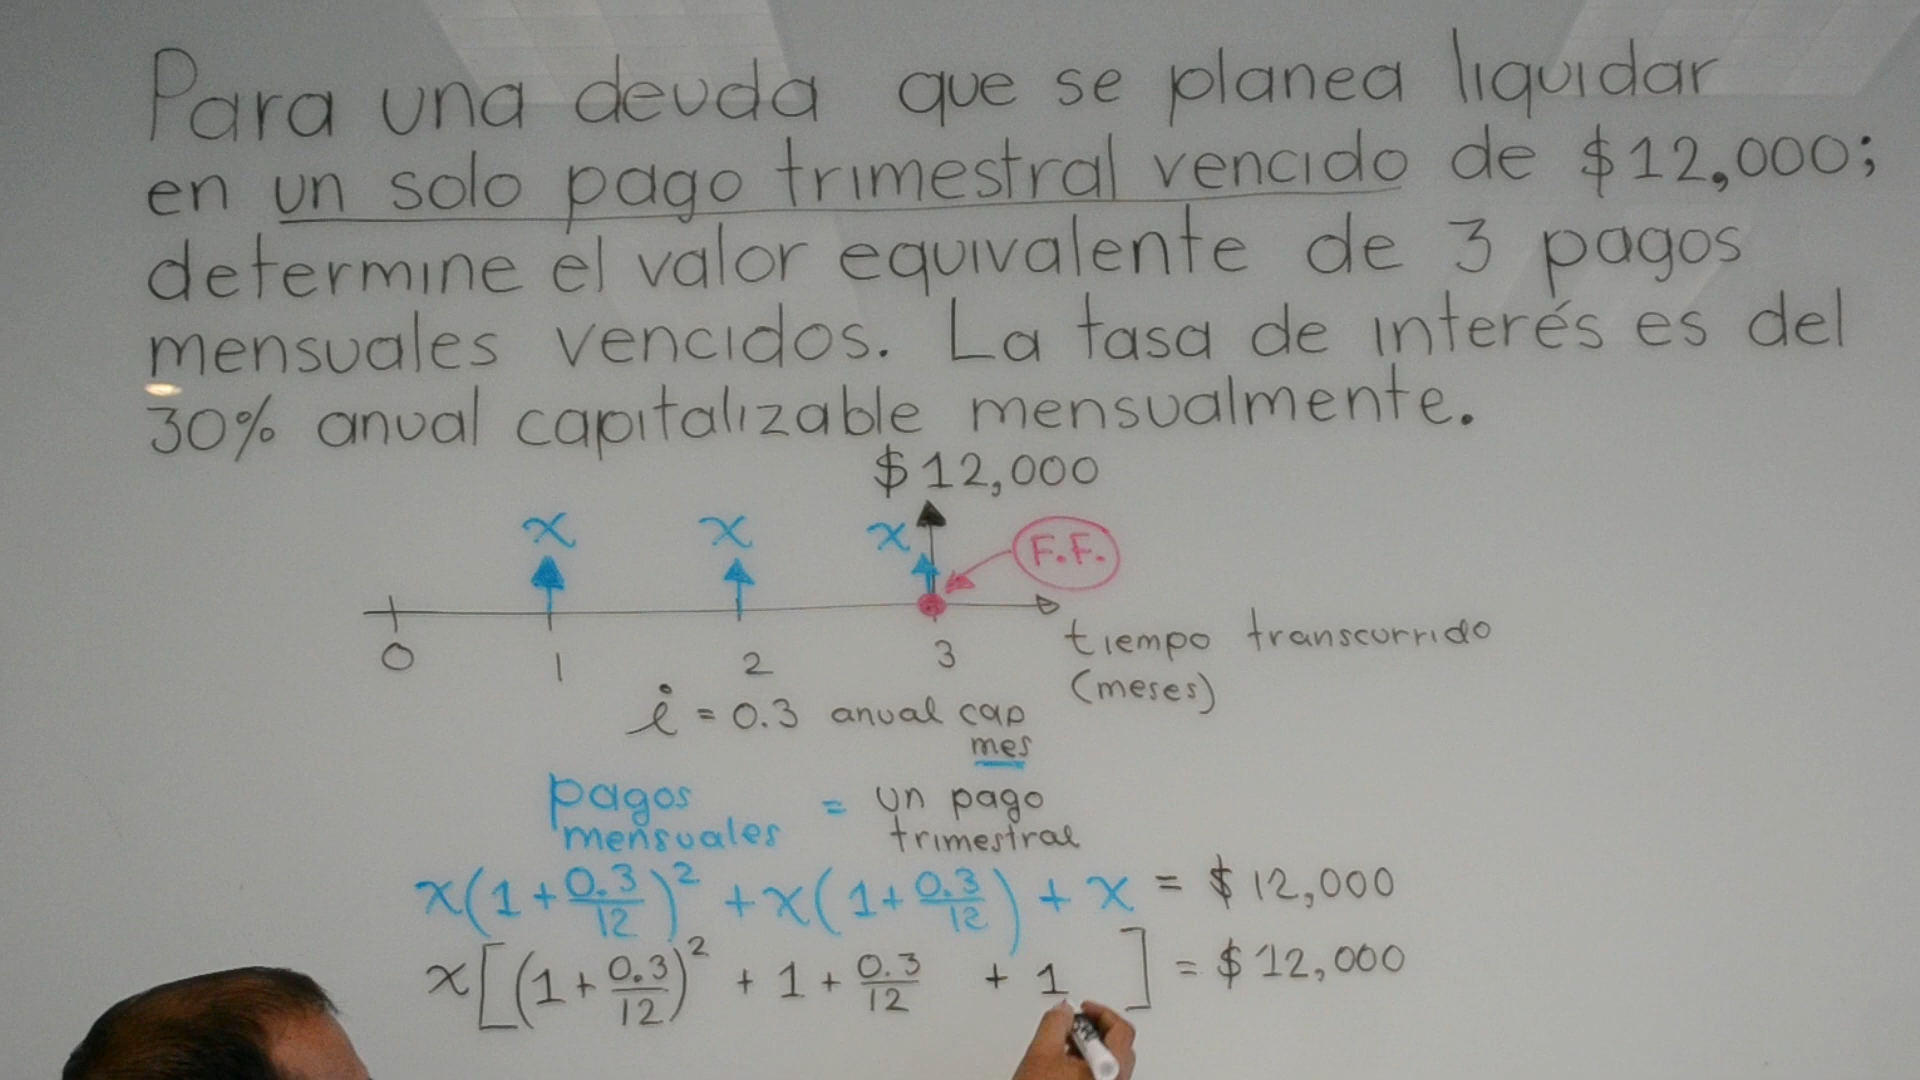 Para una deuda que se planea liquidar
en un solo pago trimestral vencido de $12,000;
determine el valor equivalente de 3 pagos
mensuales vencidos. La tasa de interés es del
30% anual capitalizable mensualmente.
$12,000
x x x F.F.
0 1 2 3 tiempo transcurrido
(meses)
i = 0.3 anual cap
mes
pagos = un pago
mensuales trimestral
x(1+0.3/12)² + x(1+0.3/12) + x = $12,000
x[(1+0.3/12)² + 1 + 0.3/12 + 1] = $12,000